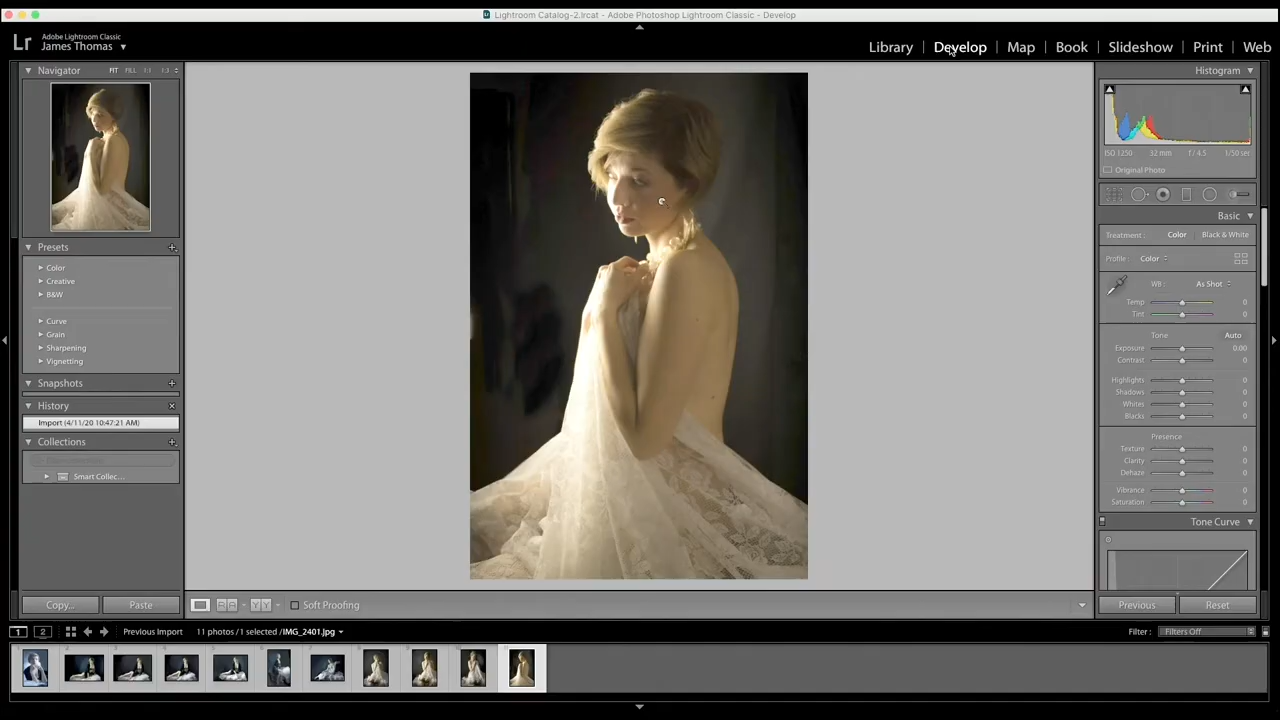 Lightroom Catalog-2.lrcat - Adobe Photoshop Lightroom Classic - Develop
Lr
Adobe Lightroom Classic
James Thomas
Library | Develop | Map | Book | Slideshow | Print | Web
Navigator FIT FILL 1:1 1:3
Presets
Color
Creative
B&W
Curve
Grain
Sharpening
Vignetting
Snapshots
History
Import (4/11/20 10:47:21 AM)
Collections
Smart Collec...
Copy... Paste
Soft Proofing
Histogram
ISO 1250 32 mm f / 4.5 1/50 sec
Original Photo
Basic
Treatment : Color Black & White
Profile : Color
WB : As Shot
Temp 0
Tint 0
Tone Auto
Exposure 0.00
Contrast 0
Highlights 0
Shadows 0
Whites 0
Blacks 0
Presence
Texture 0
Clarity 0
Dehaze 0
Vibrance 0
Saturation 0
Tone Curve
Previous Reset
1 2 Previous Import 11 photos / 1 selected / IMG_2401.jpg Filter : Filters Off